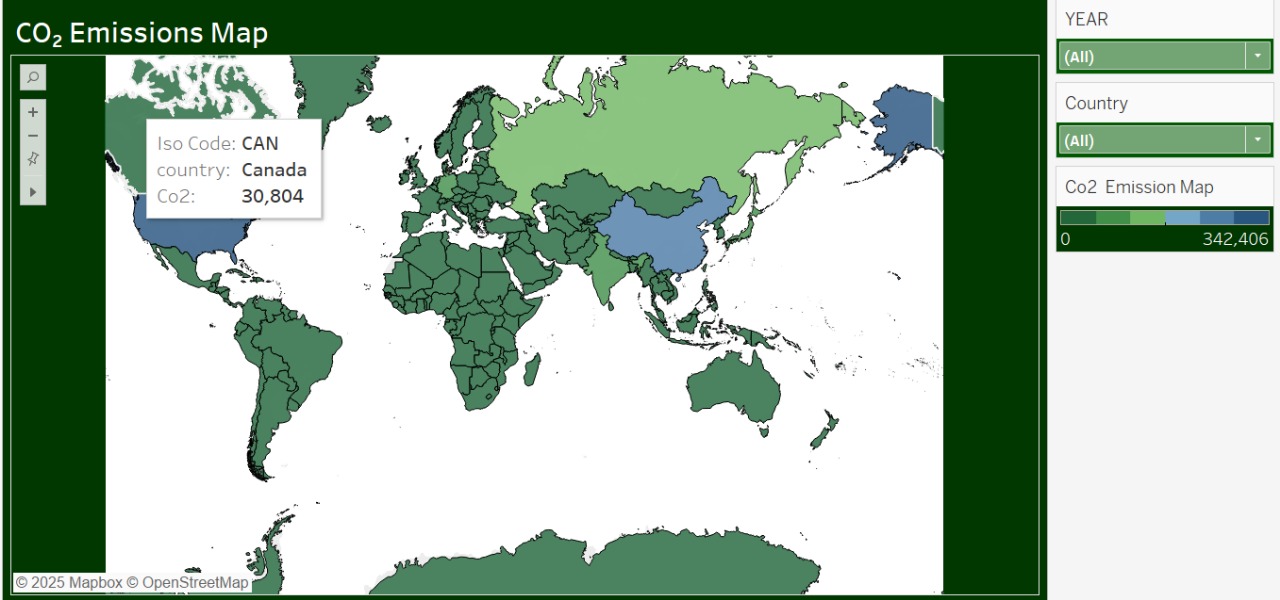 CO₂ Emissions Map
Iso Code: CAN
country: Canada
Co2: 30,804
© 2025 Mapbox © OpenStreetMap
YEAR
(All)
Country
(All)
Co2 Emission Map
0 342,406